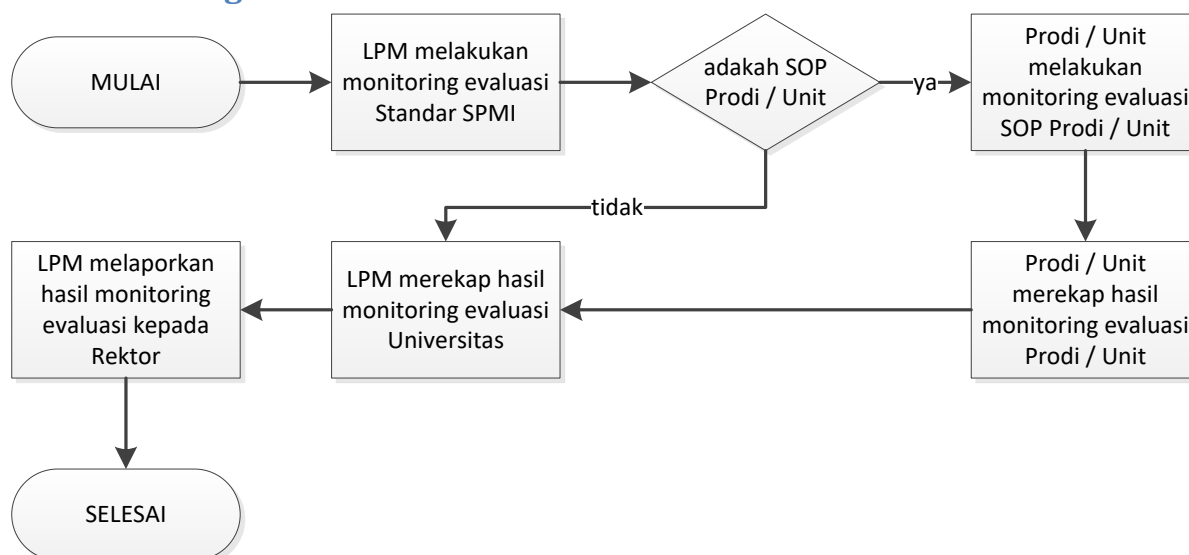 MULAI
LPM melakukan
monitoring evaluasi
Standar SPMI
adakah SOP
Prodi / Unit
ya
Prodi / Unit
melakukan
monitoring evaluasi
SOP Prodi / Unit
tidak
LPM melaporkan
hasil monitoring
evaluasi kepada
Rektor
LPM merekap hasil
monitoring evaluasi
Universitas
Prodi / Unit
merekap hasil
monitoring evaluasi
Prodi / Unit
SELESAI